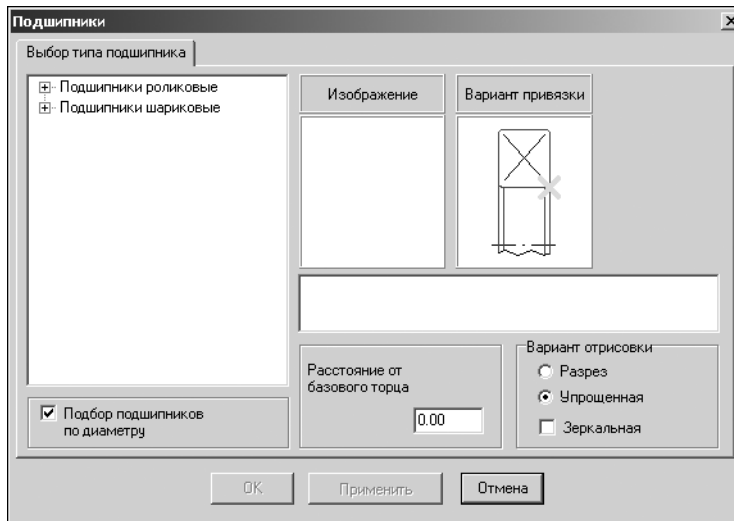 Подшипники
Выбор типа подшипника
Подшипники роликовые
Подшипники шариковые
Изображение
Вариант привязки
Расстояние от
базового торца
0.00
Вариант отрисовки
Разрез
Упрощенная
Зеркальная
Подбор подшипников
по диаметру
OK
Применить
Отмена